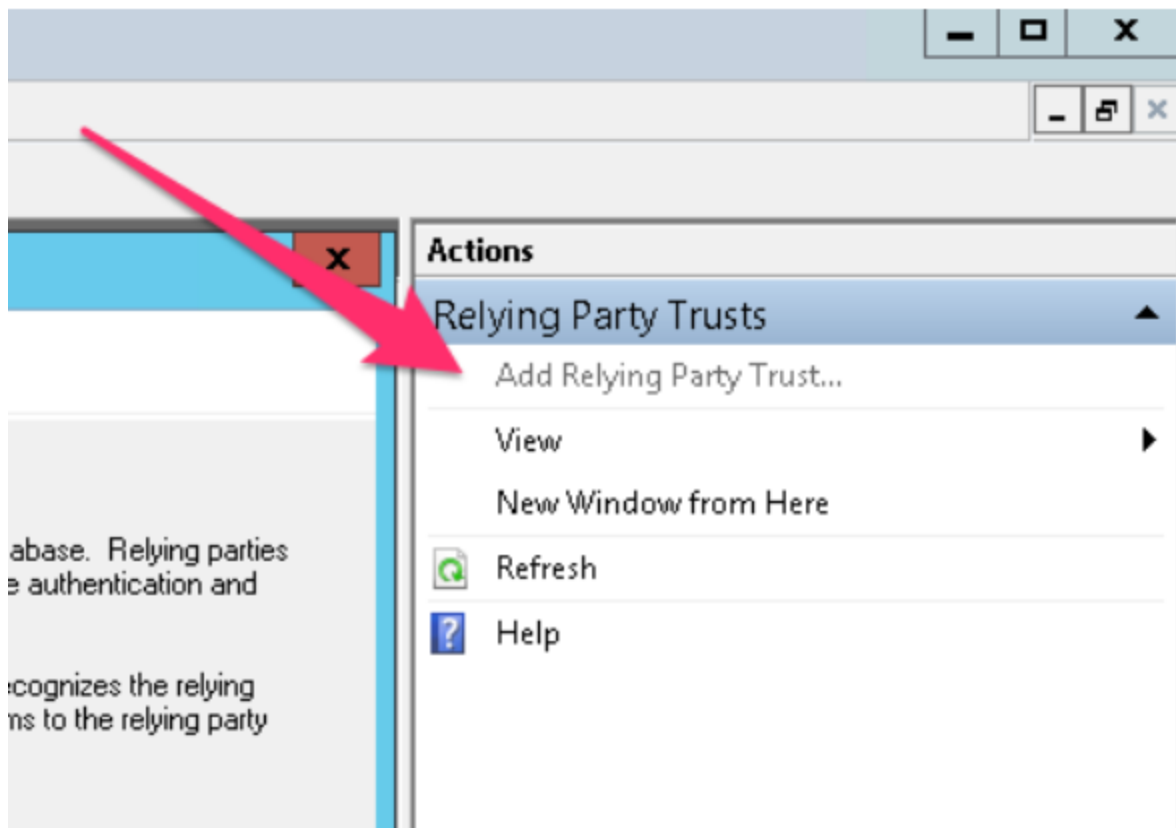 Actions
Relying Party Trusts
Add Relying Party Trust...
View
New Window from Here
Refresh
Help
abase. Relying parties
e authentication and
ecognizes the relying
ms to the relying party